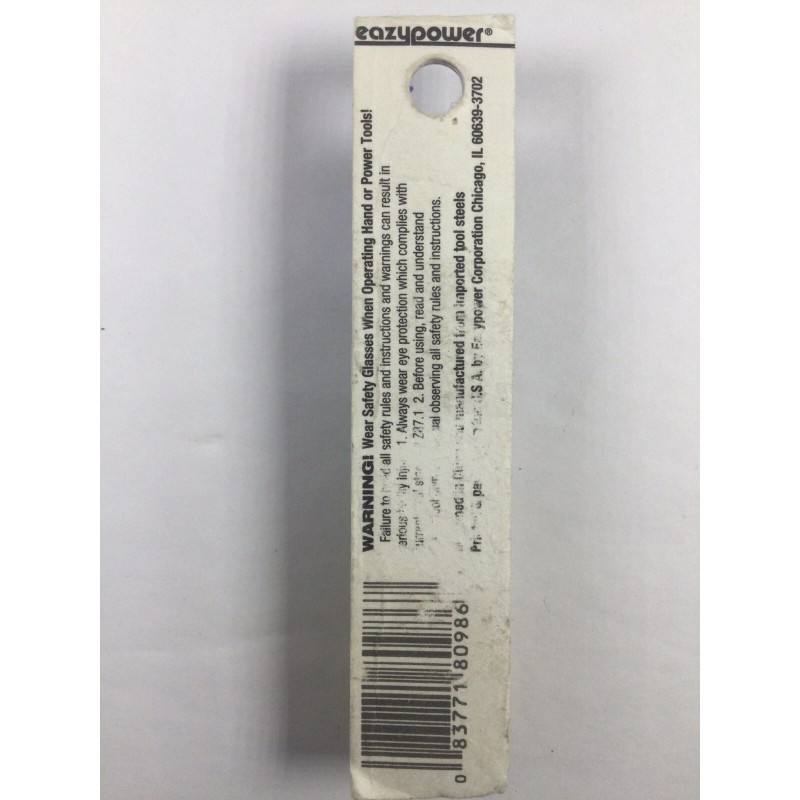 eazypower®
WARNING! Wear Safety Glasses When Operating Hand or Power Tools!
Failure to all safety rules and instructions and warnings can result in
1. Always wear eye protection which complies with
Z87.1 2. Before using, read and understand
observing all safety rules and instructions.
manufactured from imported tool steels
U.S.A. by Eazypower Corporation Chicago, IL 60639-3702
0 83771 80986